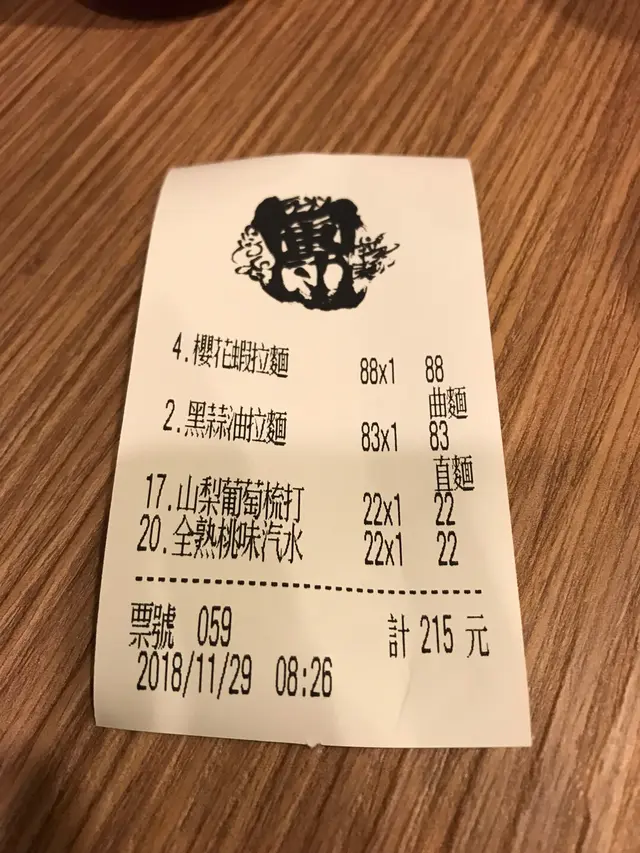 4.櫻花蝦拉麵 88x1 88
曲麵
2.黑蒜油拉麵 83x1 83
直麵
17.山梨葡萄梳打 22x1 22
20.全熟桃味汽水 22x1 22
票號 059 計 215 元
2018/11/29 08:26